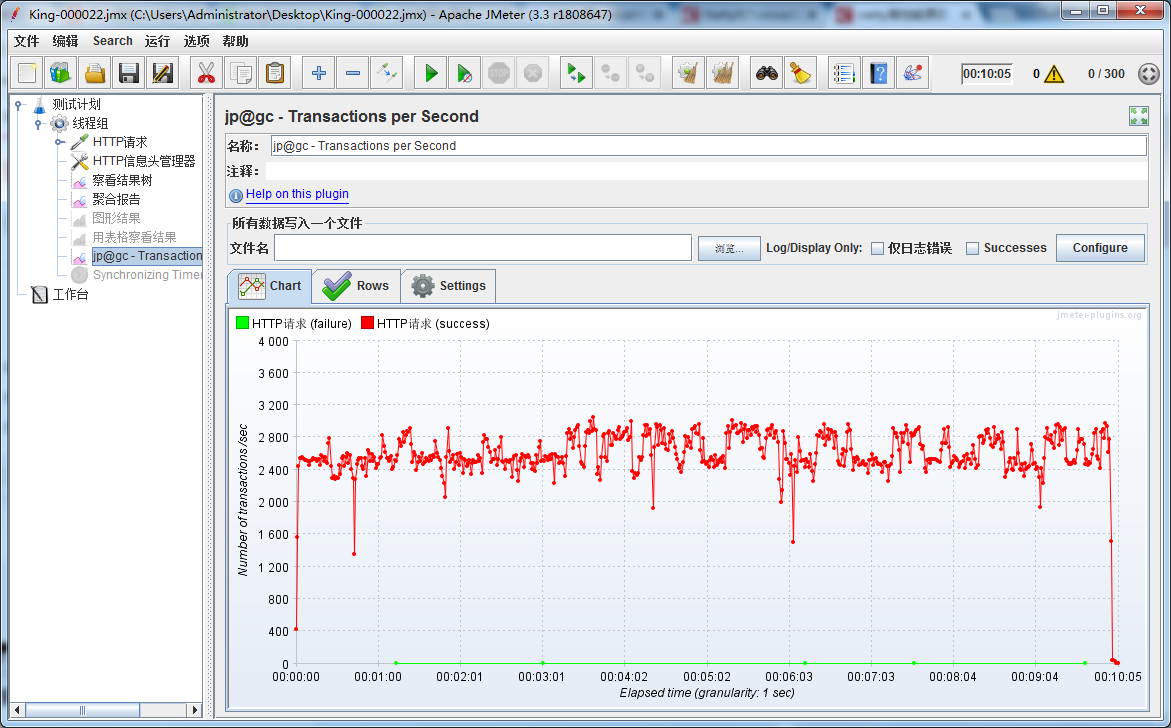 King-000022.jmx (C:\Users\Administrator\Desktop\King-000022.jmx) - Apache JMeter (3.3 r1808647)
文件 编辑 Search 运行 选项 帮助
STOP 00:10:05 0 0 / 300
测试计划
线程组
HTTP请求
HTTP信息头管理器
察看结果树
聚合报告
图形结果
用表格察看结果
jp@gc - Transaction
Synchronizing Timer
工作台
jp@gc - Transactions per Second
名称： jp@gc - Transactions per Second
注释：
Help on this plugin
所有数据写入一个文件
文件名 浏览... Log/Display Only: 仅日志错误 Successes Configure
Chart Rows Settings
HTTP请求 (failure) HTTP请求 (success)
jmeter-plugins.org
4 000
3 600
3 200
2 800
2 400
2 000
1 600
1 200
800
400
0
Number of transactions /sec
00:00:00 00:01:00 00:02:01 00:03:01 00:04:02 00:05:02 00:06:03 00:07:03 00:08:04 00:09:04 00:10:05
Elapsed time (granularity: 1 sec)